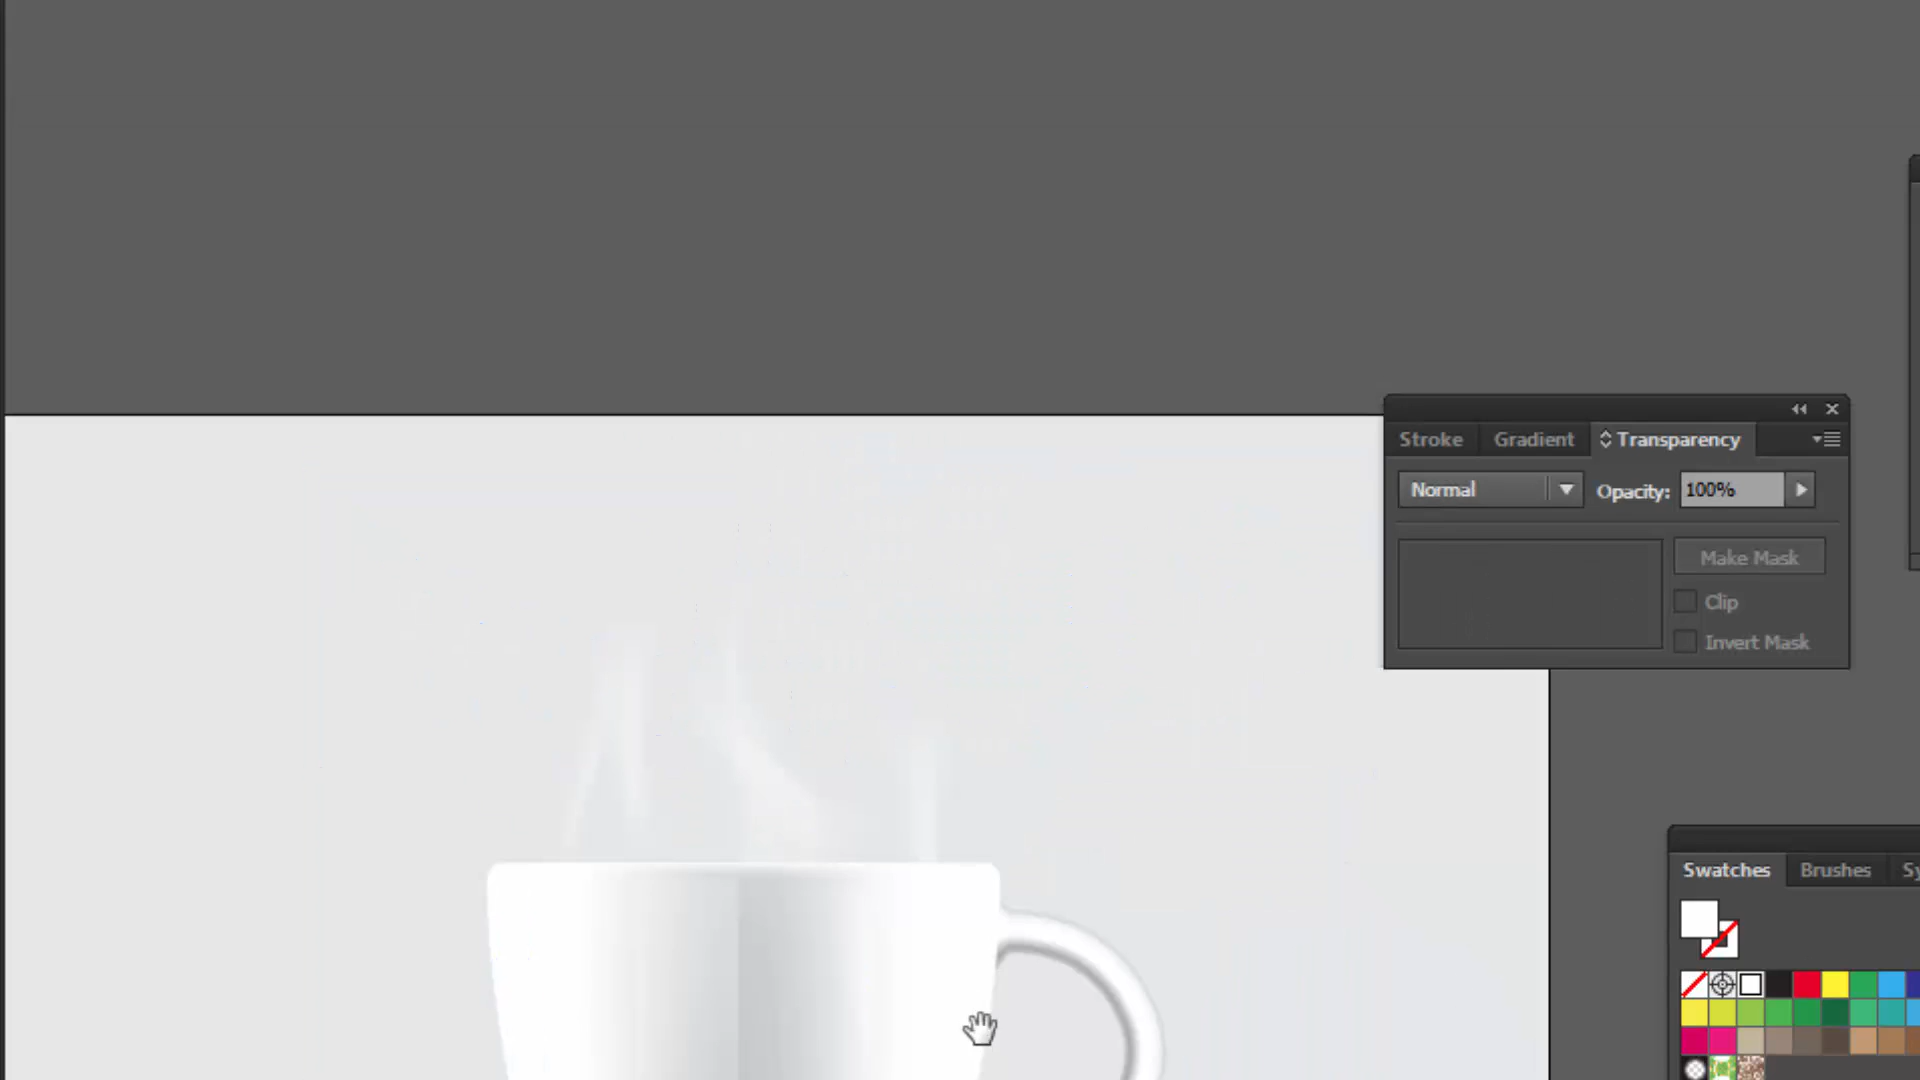 Stroke Gradient Transparency
Normal Opacity: 100%
Make Mask
Clip
Invert Mask
Swatches Brushes Sy